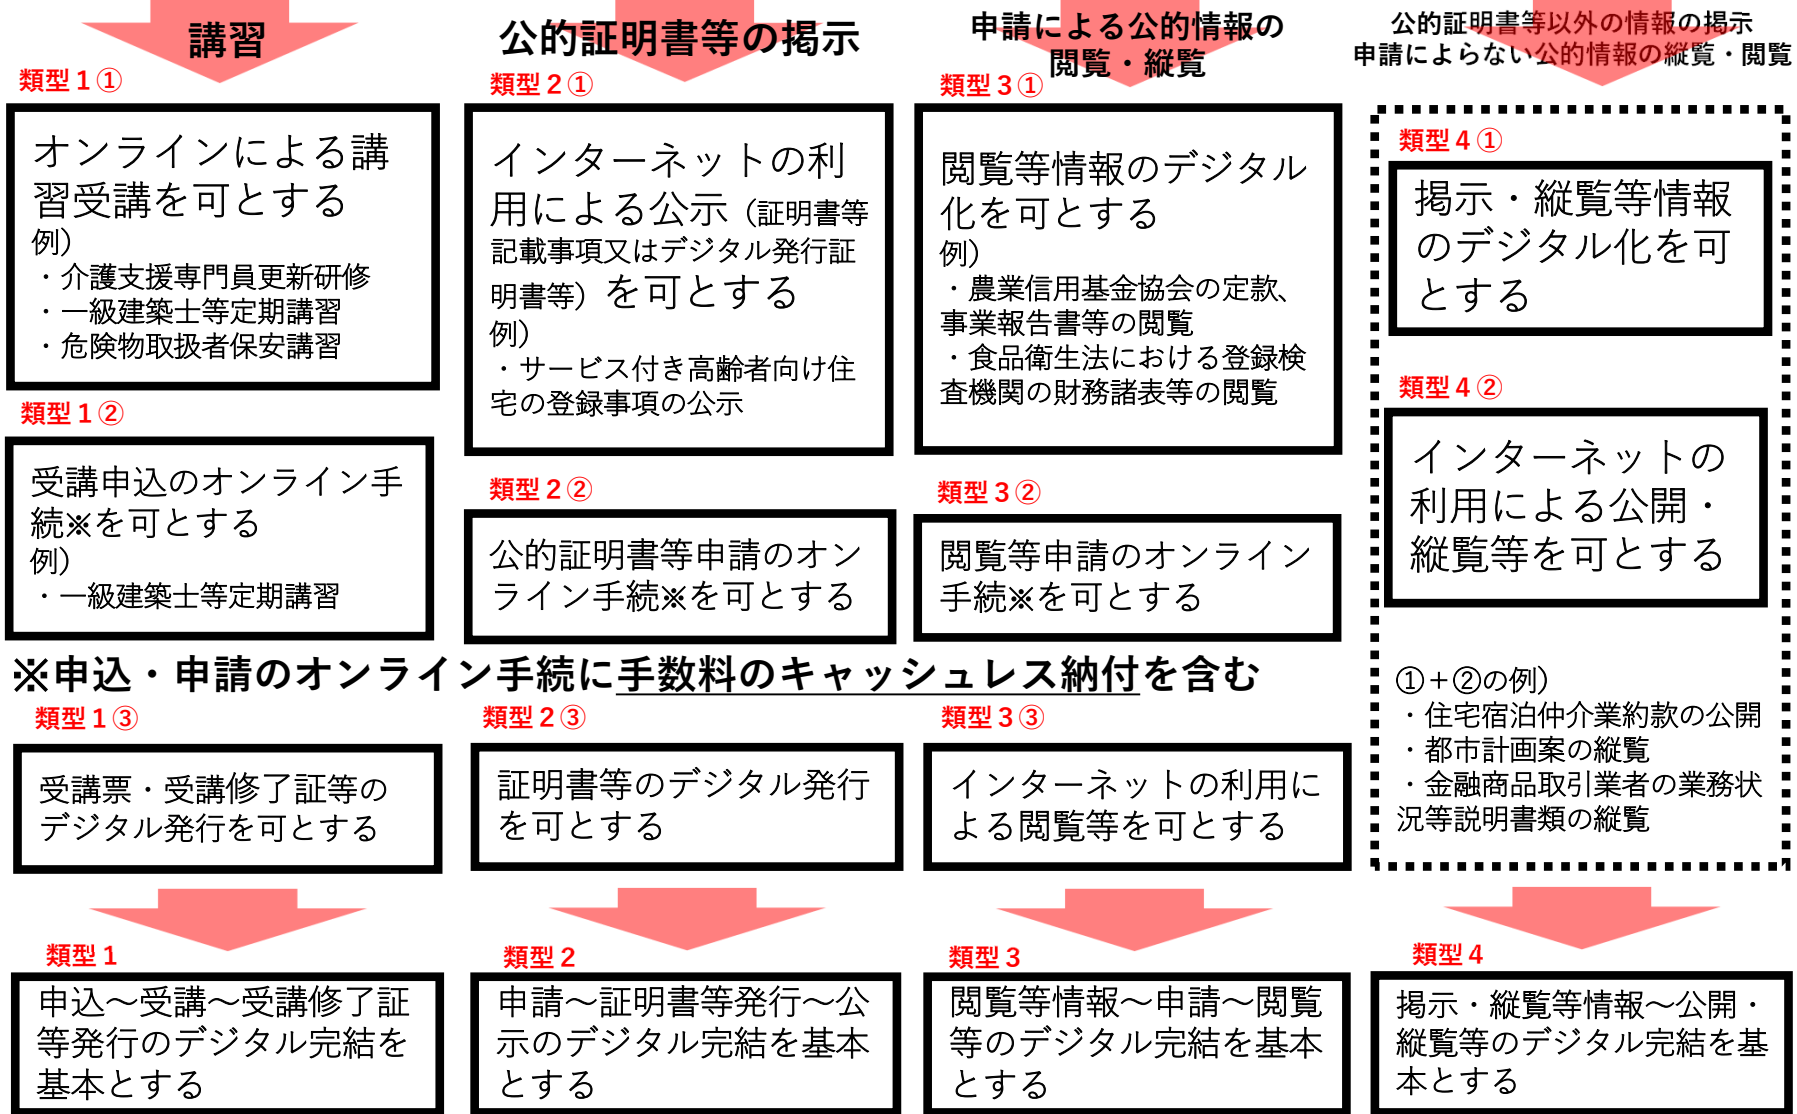 講習
類型１①
オンラインによる講
習受講を可とする
例）
・介護支援専門員更新研修
・一級建築士等定期講習
・危険物取扱者保安講習
類型１②
受講申込のオンライン手
続※を可とする
例）
・一級建築士等定期講習
公的証明書等の掲示
類型２①
インターネットの利
用による公示（証明書等
記載事項又はデジタル発行証
明書等）を可とする
例）
・サービス付き高齢者向け住
宅の登録事項の公示
類型２②
公的証明書等申請のオン
ライン手続※を可とする
申請による公的情報の
閲覧・縦覧
類型３①
閲覧等情報のデジタル
化を可とする
例）
・農業信用基金協会の定款、
事業報告書等の閲覧
・食品衛生法における登録検
査機関の財務諸表等の閲覧
類型３②
閲覧等申請のオンライン
手続※を可とする
公的証明書等以外の情報の掲示
申請によらない公的情報の縦覧・閲覧
類型４①
掲示・縦覧等情報
のデジタル化を可
とする
類型４②
インターネットの
利用による公開・
縦覧等を可とする
①＋②の例）
・住宅宿泊仲介業約款の公開
・都市計画案の縦覧
・金融商品取引業者の業務状
況等説明書類の縦覧
※申込・申請のオンライン手続に手数料のキャッシュレス納付を含む
類型１③
受講票・受講修了証等の
デジタル発行を可とする
類型２③
証明書等のデジタル発行
を可とする
類型３③
インターネットの利用に
よる閲覧等を可とする
類型１
申込～受講～受講修了証
等発行のデジタル完結を
基本とする
類型２
申請～証明書等発行～公
示のデジタル完結を基本
とする
類型３
閲覧等情報～申請～閲覧
等のデジタル完結を基本
とする
類型４
掲示・縦覧等情報～公開・
縦覧等のデジタル完結を基
本とする